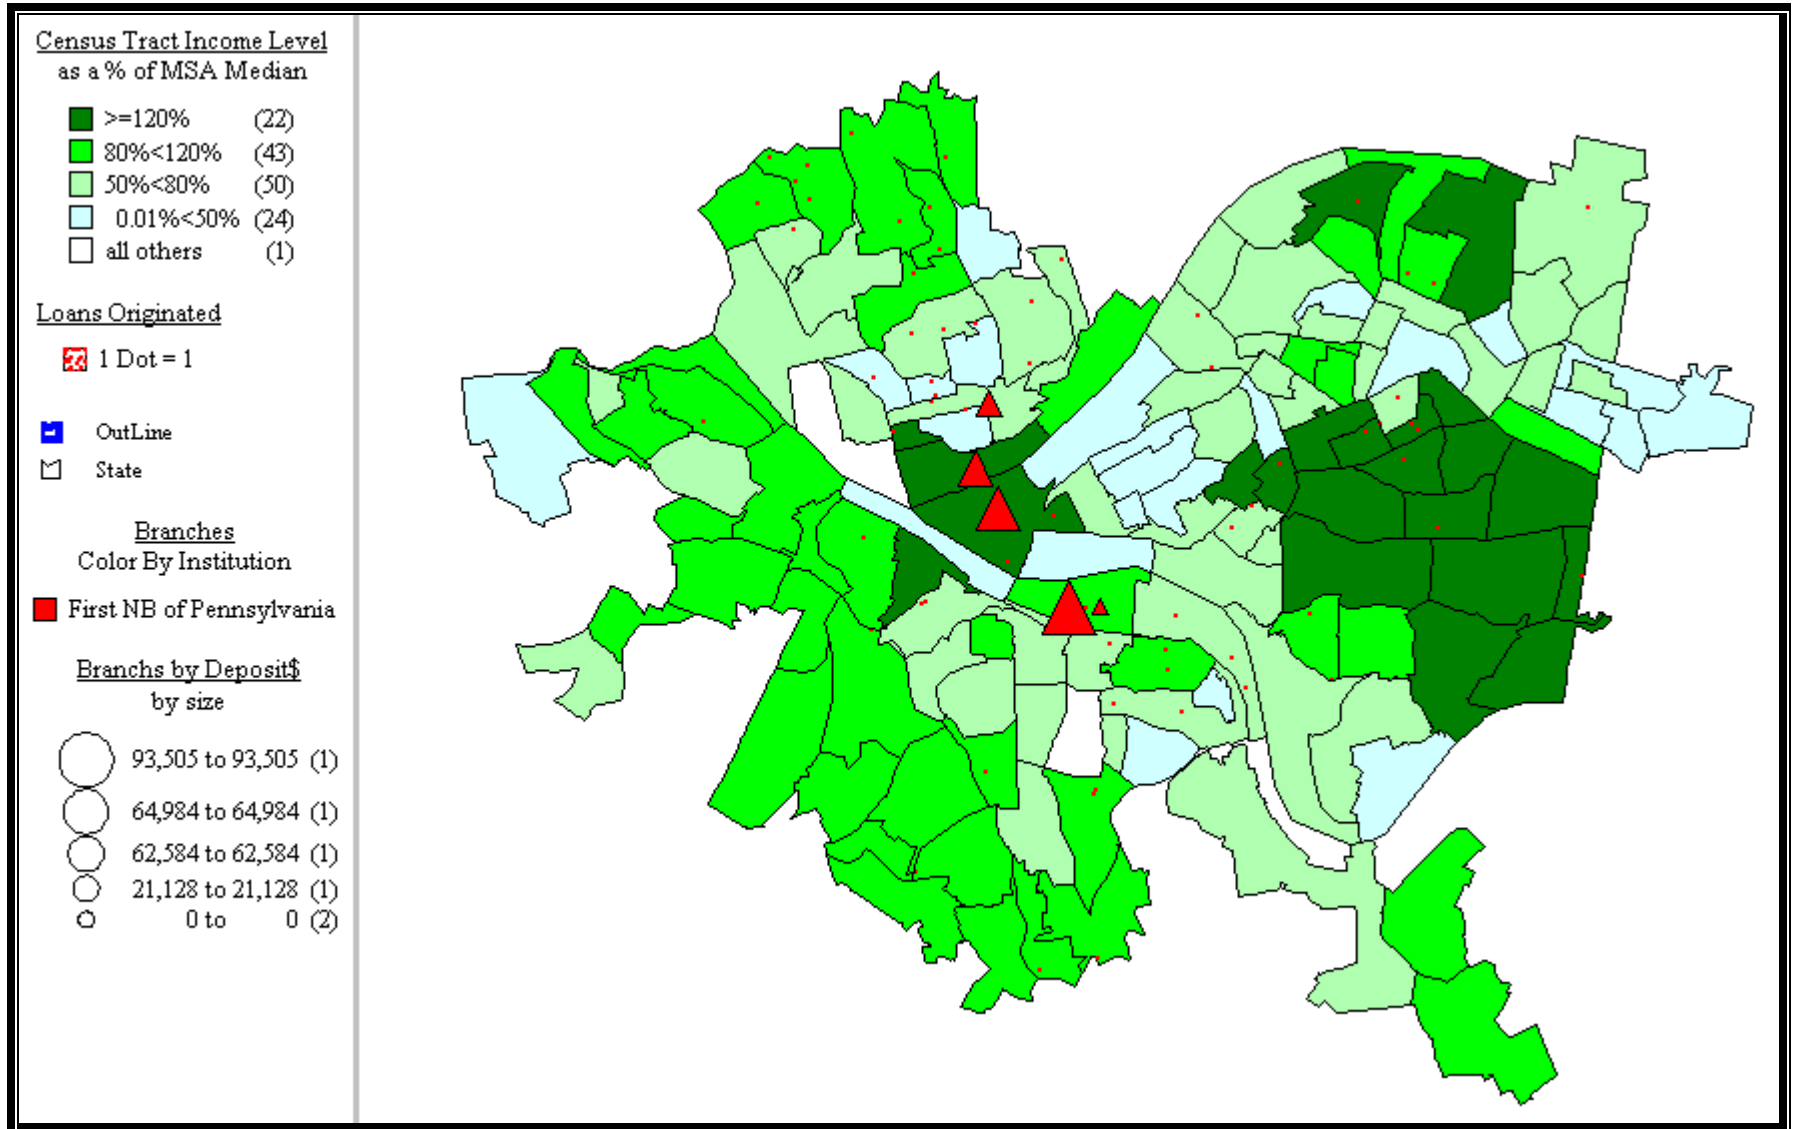 Census Tract Income Level
as a % of MSA Median
>=120% (22)
80%<120% (43)
50%<80% (50)
0.01%<50% (24)
all others (1)
Loans Originated
1 Dot = 1
OutLine
State
Branches
Color By Institution
First NB of Pennsylvania
Branchs by Deposit$
by size
93,505 to 93,505 (1)
64,984 to 64,984 (1)
62,584 to 62,584 (1)
21,128 to 21,128 (1)
0 to 0 (2)